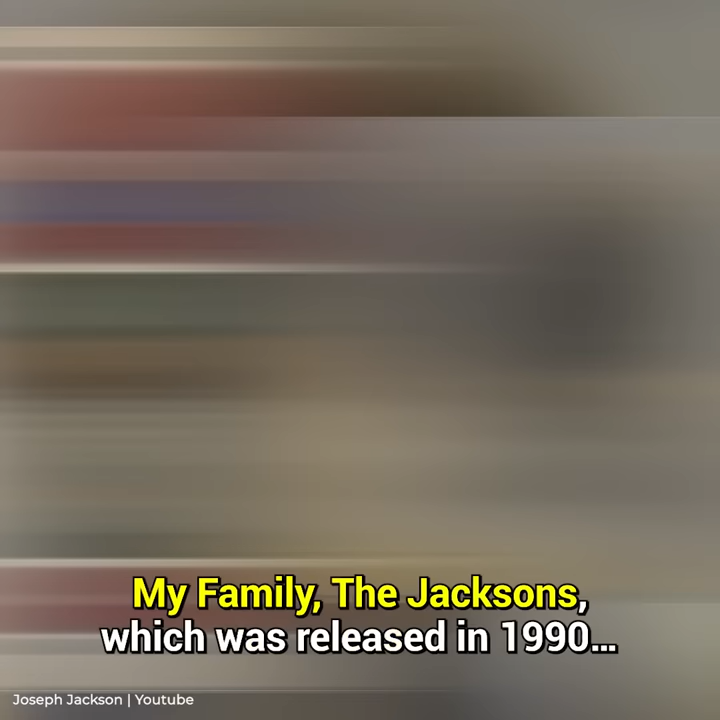 My Family, The Jacksons,
which was released in 1990...
Joseph Jackson | Youtube